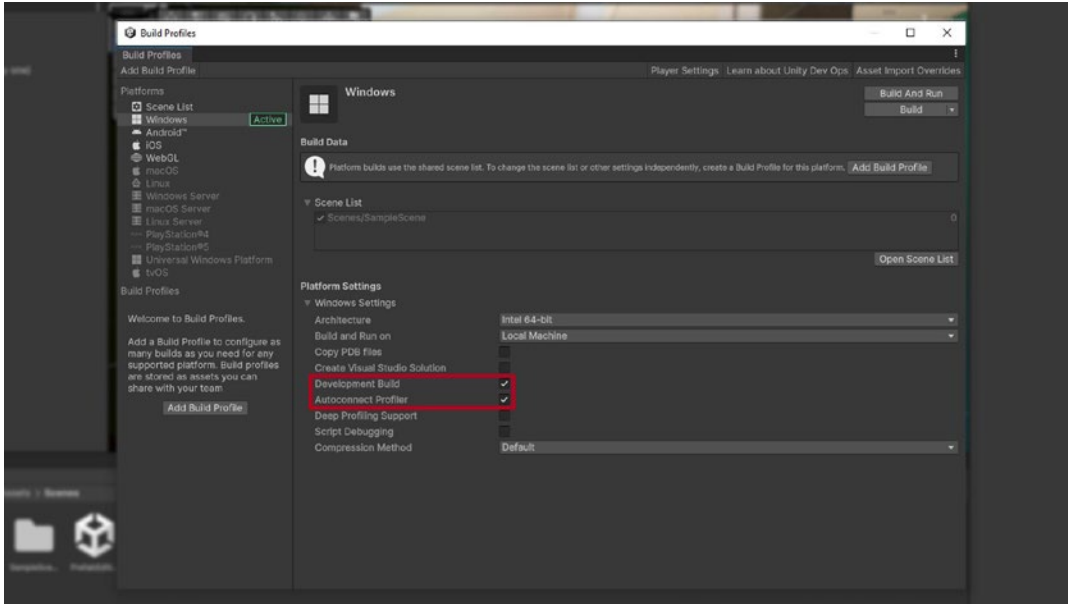 Build Profiles
Build Profiles
Add Build Profile
Player Settings Learn about Unity Dev Ops Asset Import Overrides
Platforms
Scene List
Windows Active
Android™
iOS
WebGL
macOS
Linux
Windows Server
macOS Server
Linux Server
PlayStation®4
PlayStation®5
Universal Windows Platform
tvOS
Build Profiles
Welcome to Build Profiles.
Add a Build Profile to configure as
many builds as you need for any
supported platform. Build profiles
are stored as assets you can
share with your team
Add Build Profile
Windows
Build And Run
Build
Build Data
Platform builds use the shared scene list. To change the scene list or other settings independently, create a Build Profile for this platform. Add Build Profile
Scene List
Scenes/SampleScene 0
Open Scene List
Platform Settings
Windows Settings
Architecture Intel 64-bit
Build and Run on Local Machine
Copy PDB files
Create Visual Studio Solution
Development Build
Autoconnect Profiler
Deep Profiling Support
Script Debugging
Compression Method Default
Scenes